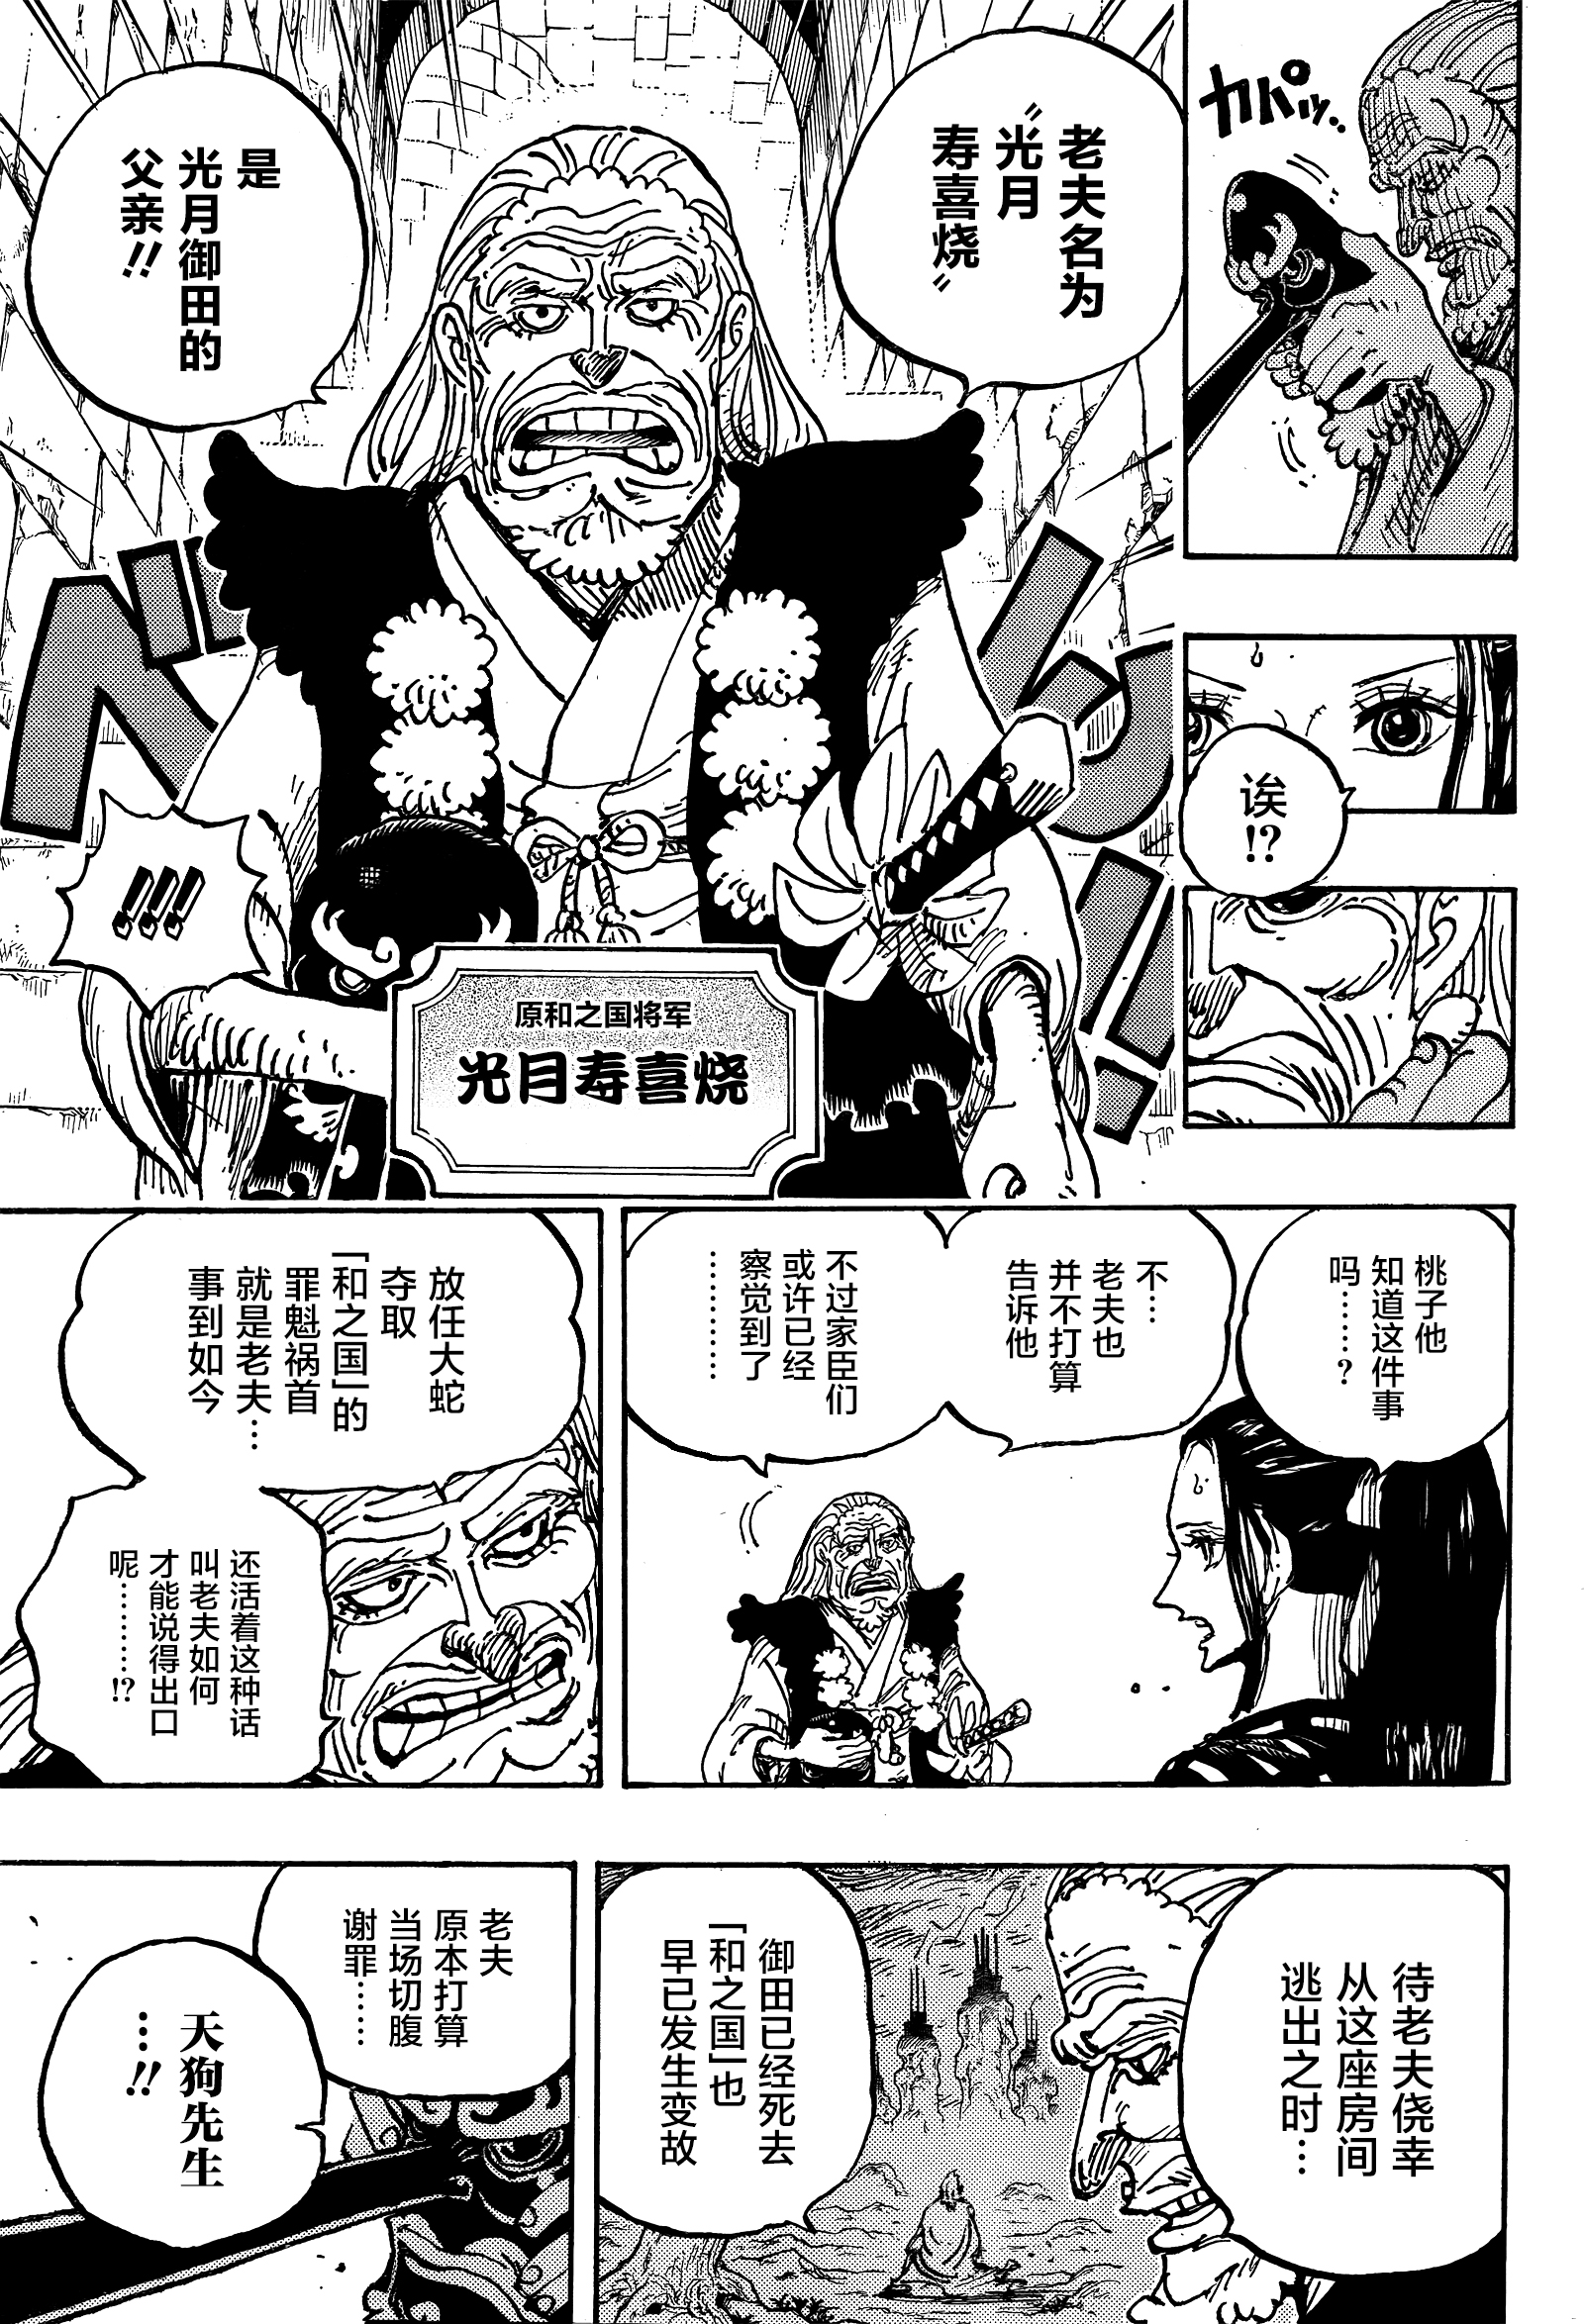 カパッ..
老夫名为
“光月
寿喜烧”
是
光月御田的
父亲!!
诶
!?
ベベン!!
!!!!
原和之国将军
光月寿喜烧
桃子他
知道这件事
吗……?
不…
老夫也
并不打算
告诉他
不过家臣们
或许已经
察觉到了
…………
放任大蛇
夺取
「和之国」的
罪魁祸首
就是老夫…
事到如今
还活着这种话
叫老夫如何
才能说得出口
呢………!?
待老夫侥幸
从这座房间
逃出之时…
御田已经死去
「和之国」也
早已发生变故
老夫
原本打算
当场切腹
谢罪……
天狗先生
…!!